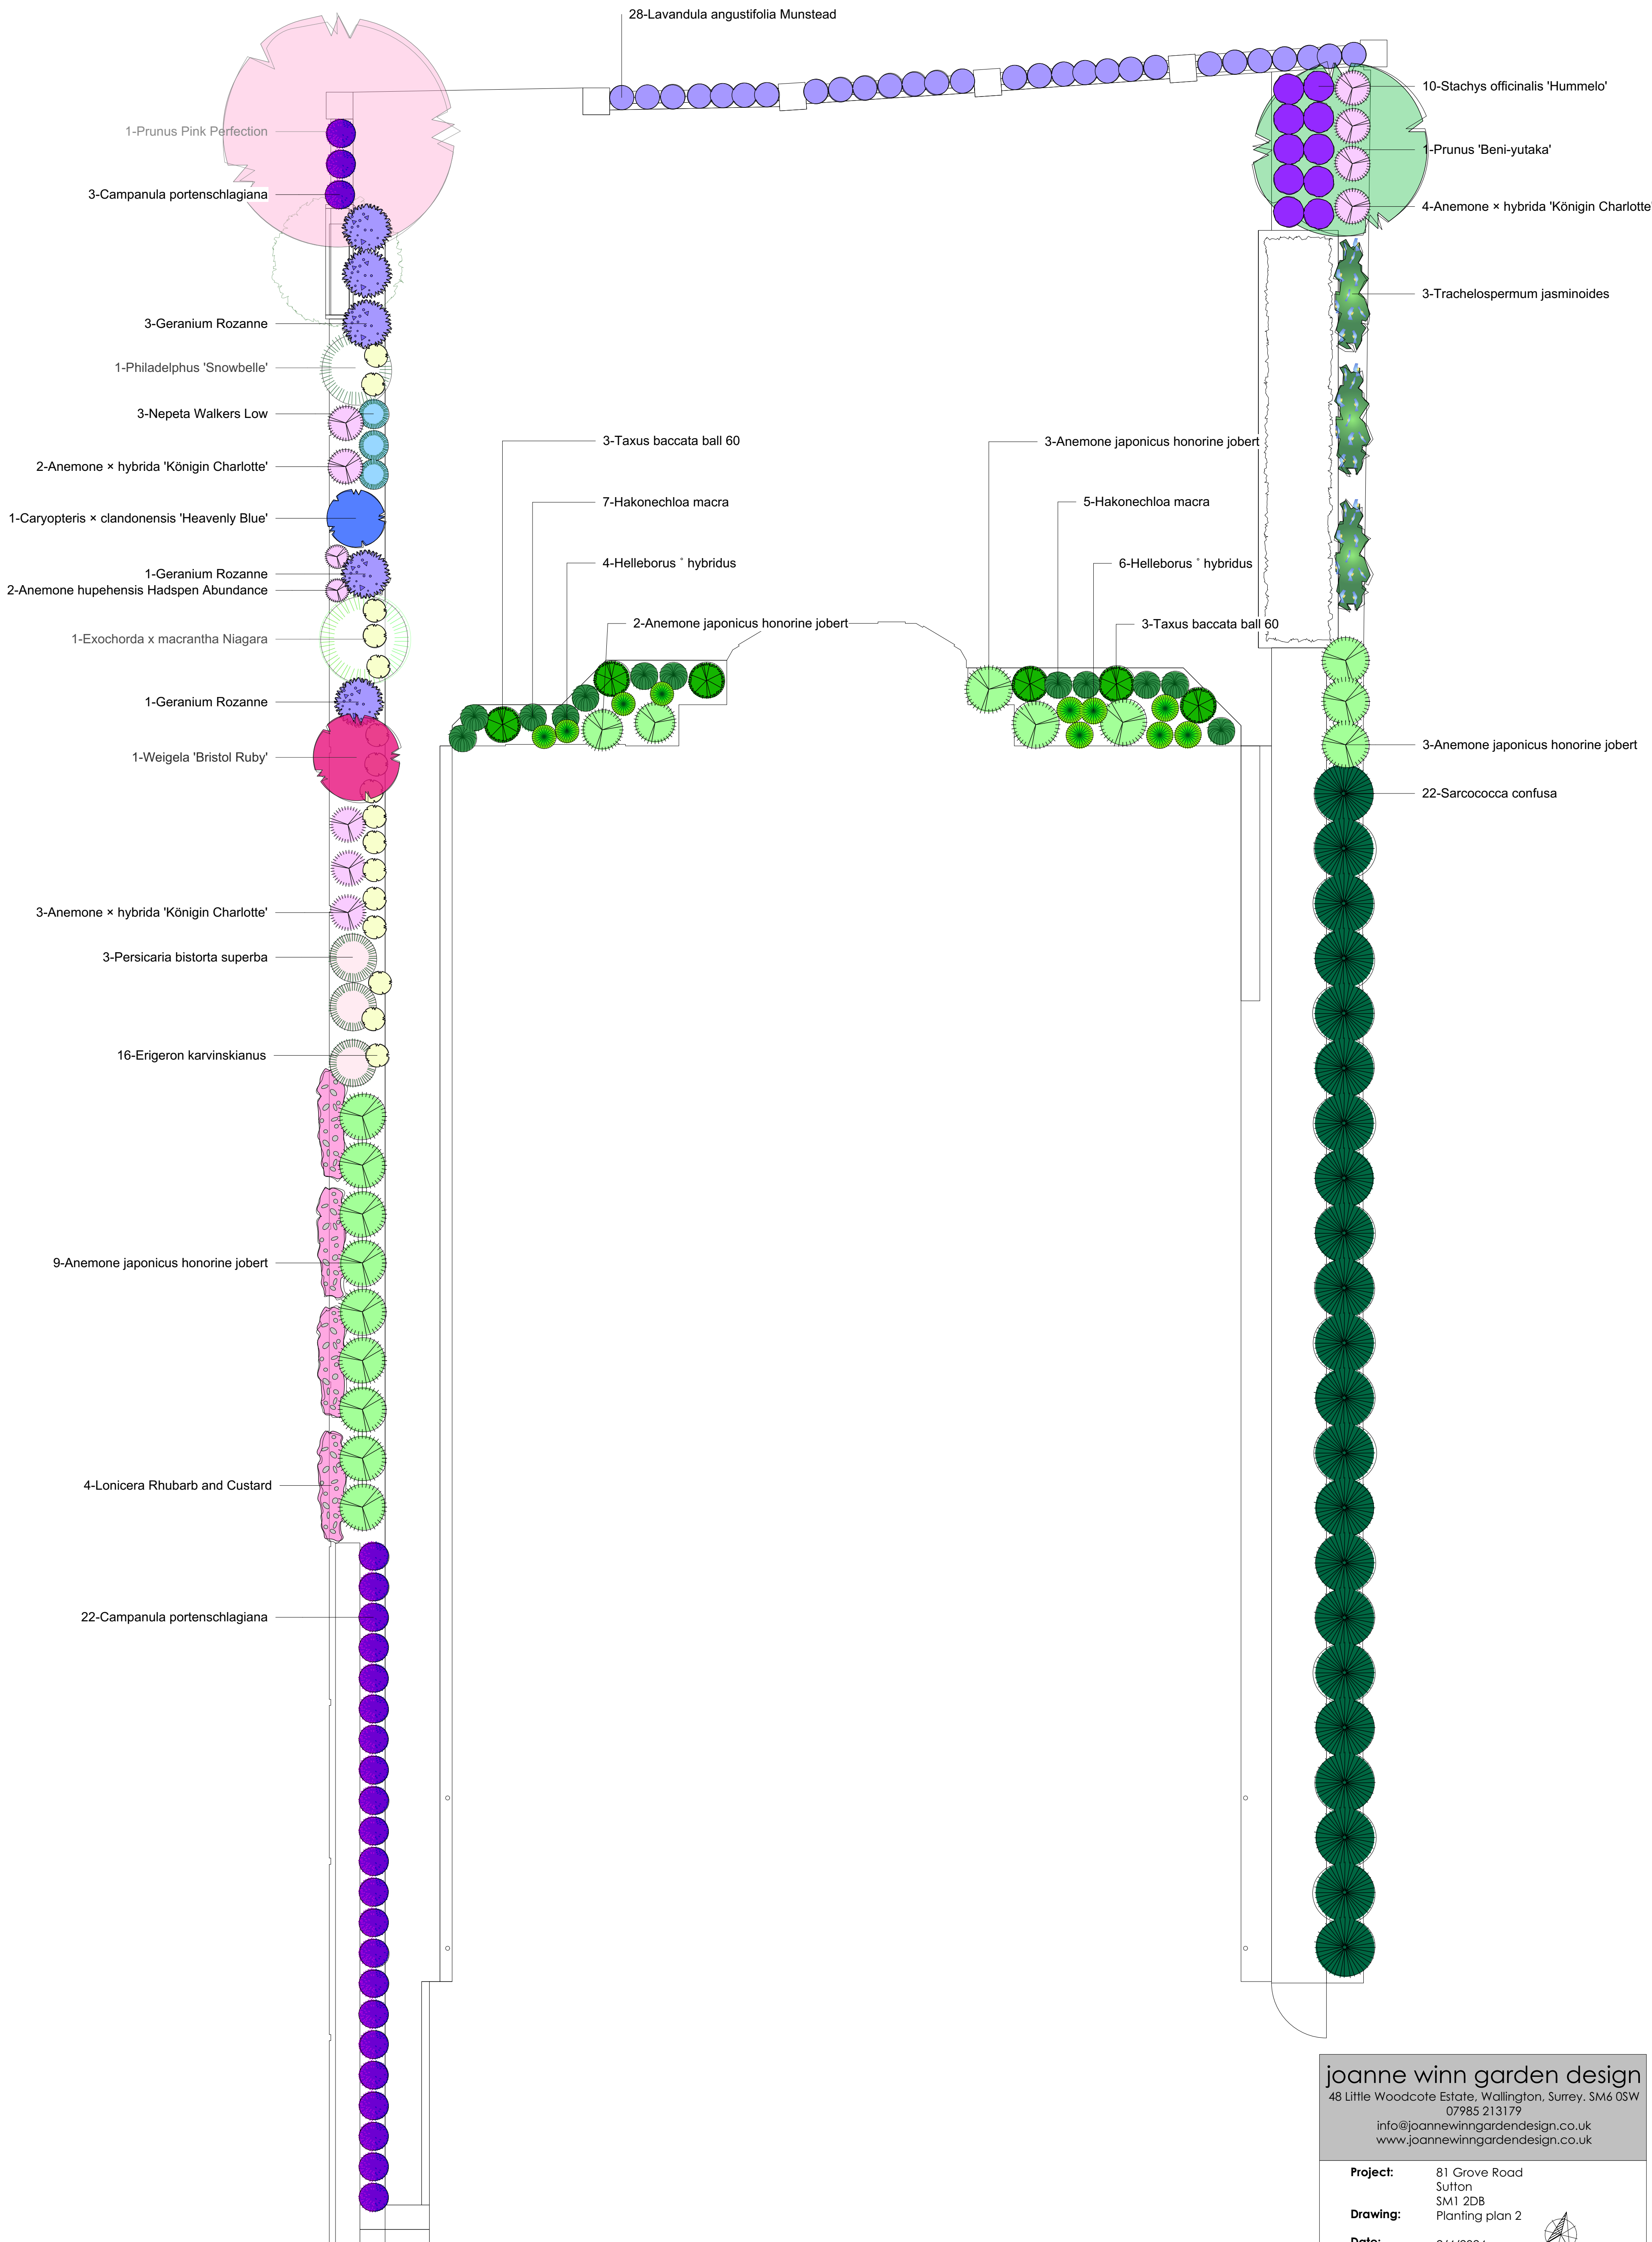 28-Lavandula angustifolia Munstead
10-Stachys officinalis 'Hummelo'
1-Prunus Pink Perfection
1-Prunus 'Beni-yutaka'
3-Campanula portenschlagiana
4-Anemone × hybrida 'Königin Charlotte'
3-Trachelospermum jasminoides
3-Geranium Rozanne
1-Philadelphus 'Snowbelle'
3-Nepeta Walkers Low
3-Taxus baccata ball 60
3-Anemone japonicus honorine jobert
2-Anemone × hybrida 'Königin Charlotte'
7-Hakonechloa macra
5-Hakonechloa macra
1-Caryopteris × clandonensis 'Heavenly Blue'
4-Helleborus ˚ hybridus
6-Helleborus ˚ hybridus
1-Geranium Rozanne
2-Anemone hupehensis Hadspen Abundance
2-Anemone japonicus honorine jobert
3-Taxus baccata ball 60
1-Exochorda x macrantha Niagara
1-Geranium Rozanne
3-Anemone japonicus honorine jobert
1-Weigela 'Bristol Ruby'
22-Sarcococca confusa
3-Anemone × hybrida 'Königin Charlotte'
3-Persicaria bistorta superba
16-Erigeron karvinskianus
9-Anemone japonicus honorine jobert
4-Lonicera Rhubarb and Custard
22-Campanula portenschlagiana
joanne winn garden design
48 Little Woodcote Estate, Wallington, Surrey. SM6 0SW
07985 213179
info@joannewinngardendesign.co.uk
www.joannewinngardendesign.co.uk
Project: 81 Grove Road
Sutton
SM1 2DB
Drawing: Planting plan 2
Date: